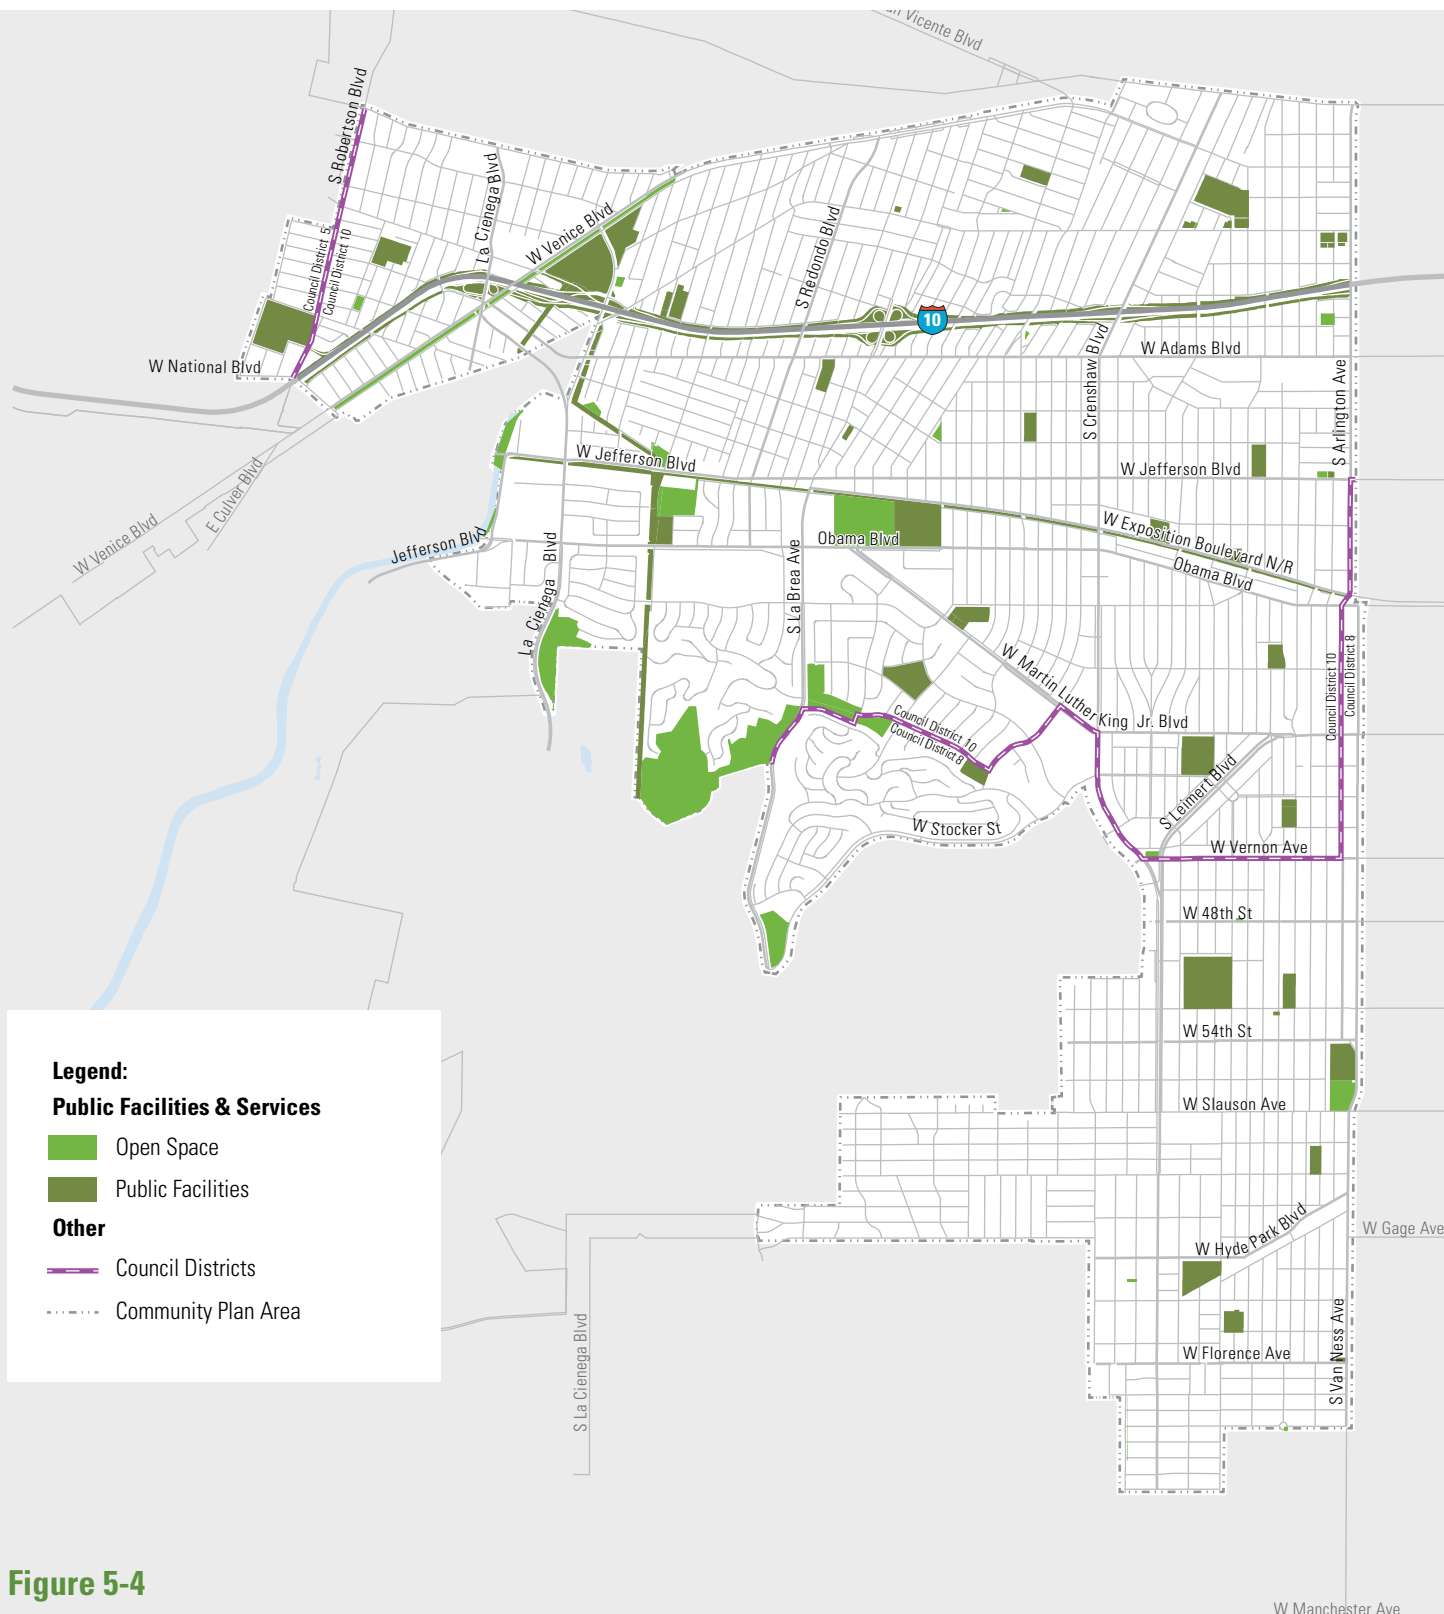 Vicente Blvd
S Robertson Blvd
La Cienega Blvd
W Venice Blvd
S Redondo Blvd
Council District 5
Council District 10
10
S Crenshaw Blvd
W Adams Blvd
W National Blvd
S Arlington Ave
W Jefferson Blvd
W Jefferson Blvd
E Culver Blvd
W Venice Blvd
Jefferson Blvd
La Cienega Blvd
Obama Blvd
S La Brea Ave
W Exposition Boulevard N/R
Obama Blvd
W Martin Luther King Jr. Blvd
Council District 10
Council District 8
Council District 10
Council District 8
S Leimert Blvd
W Stocker St
W Vernon Ave
W 48th St
W 54th St
W Slauson Ave
W Hyde Park Blvd
W Gage Ave
S Van Ness Ave
W Florence Ave
S La Cienega Blvd
W Manchester Ave
Legend:
Public Facilities & Services
Open Space
Public Facilities
Other
Council Districts
Community Plan Area
Figure 5-4